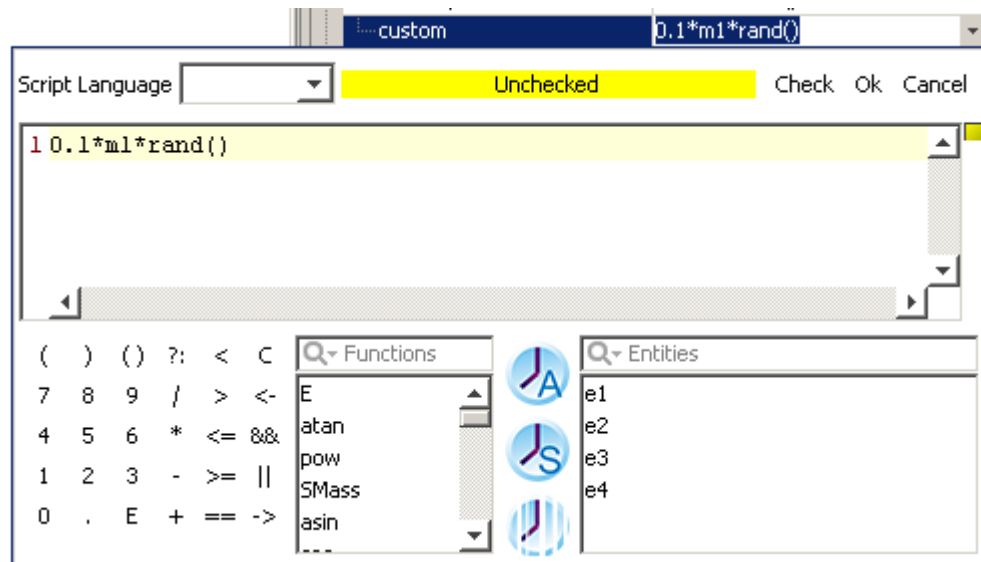 custom 0.1*m1*rand()
Script Language Unchecked Check Ok Cancel
1 0.1*m1*rand()
( ) () ?: < C
7 8 9 / > <-
4 5 6 * <= &&
1 2 3 - >= ||
0 . E + == ->
Functions
E
atan
pow
SMass
asin
A
S
Entities
e1
e2
e3
e4